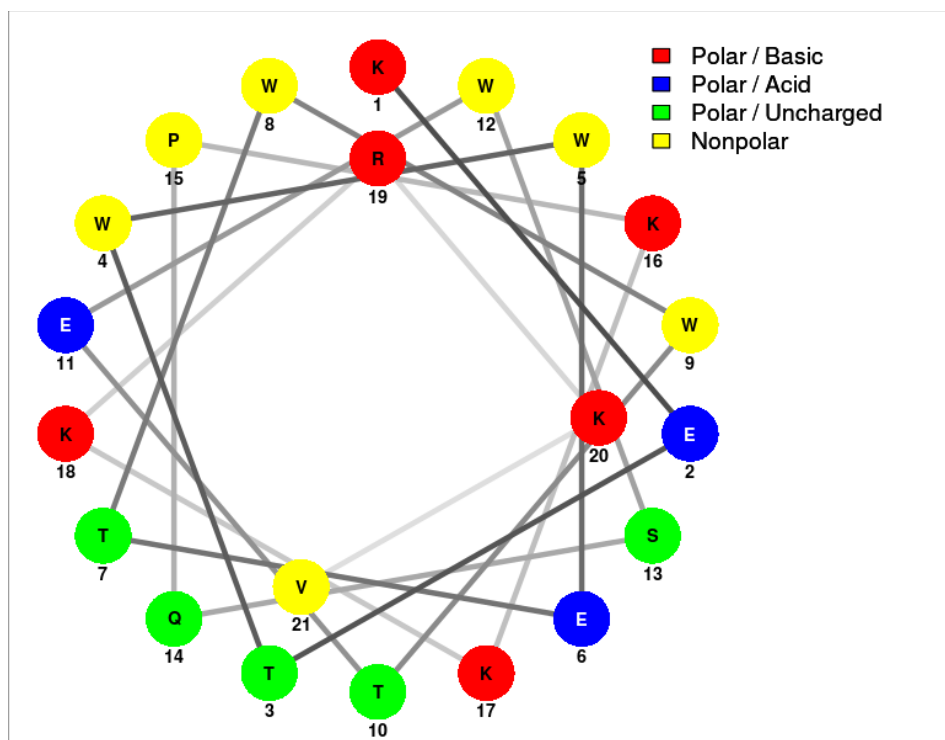 K
1
W
12
W
8
Polar / Basic
Polar / Acid
Polar / Uncharged
Nonpolar
P
15
W
5
R
19
W
4
K
16
E
11
W
9
K
18
K
20
E
2
T
7
S
13
V
21
Q
14
E
6
T
3
K
17
T
10